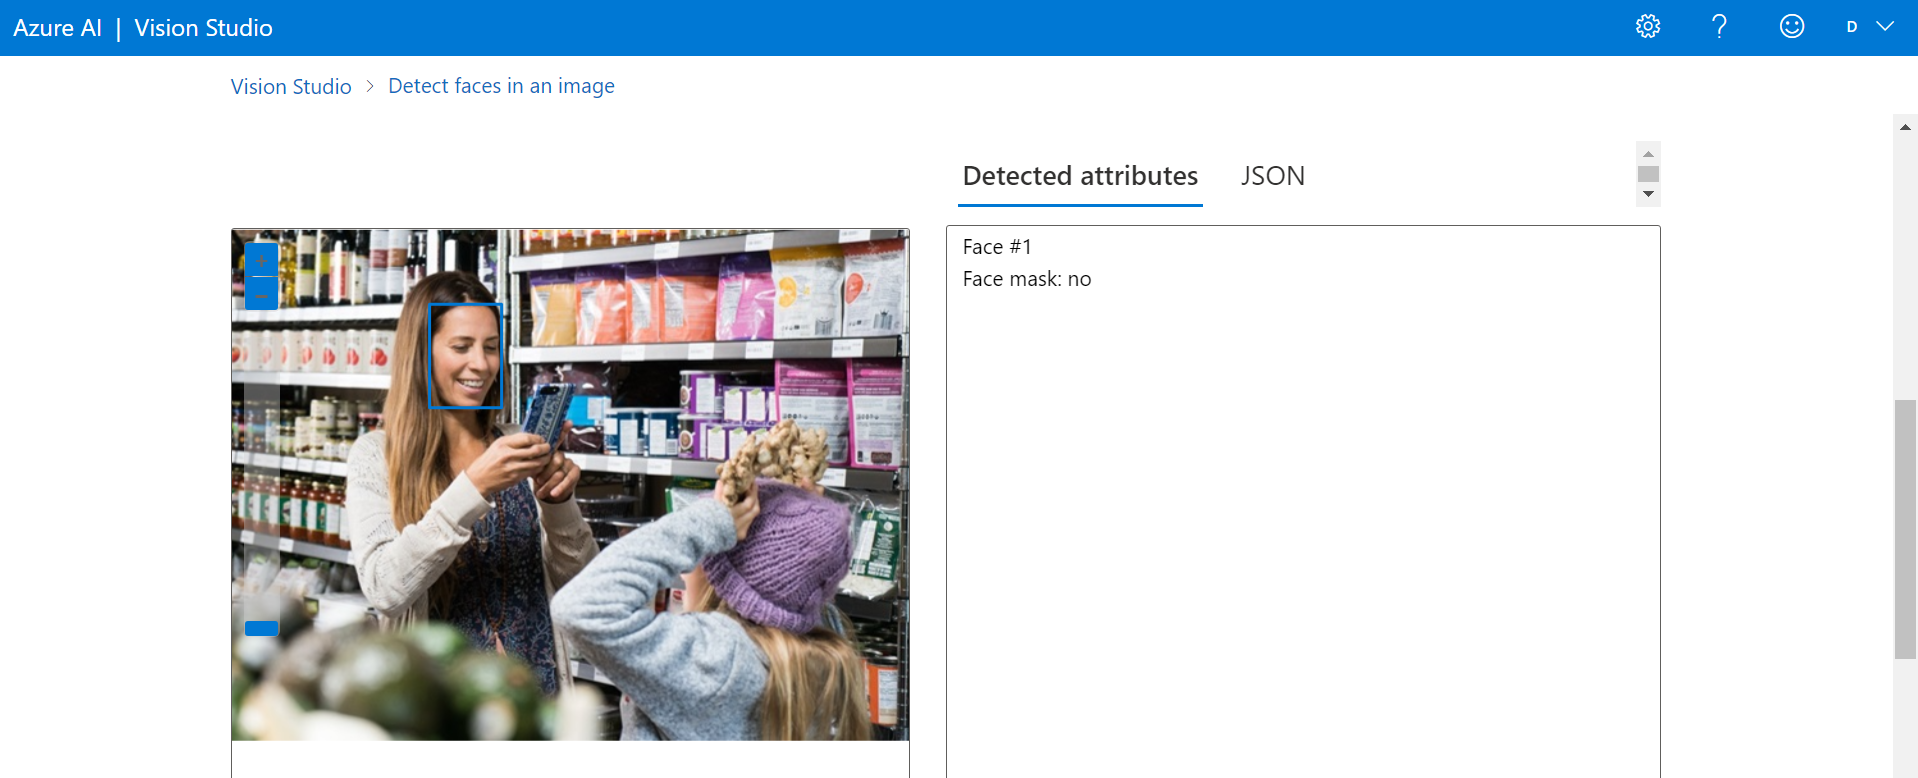 Azure AI | Vision Studio
D
Vision Studio > Detect faces in an image
Detected attributes
JSON
Face #1
Face mask: no